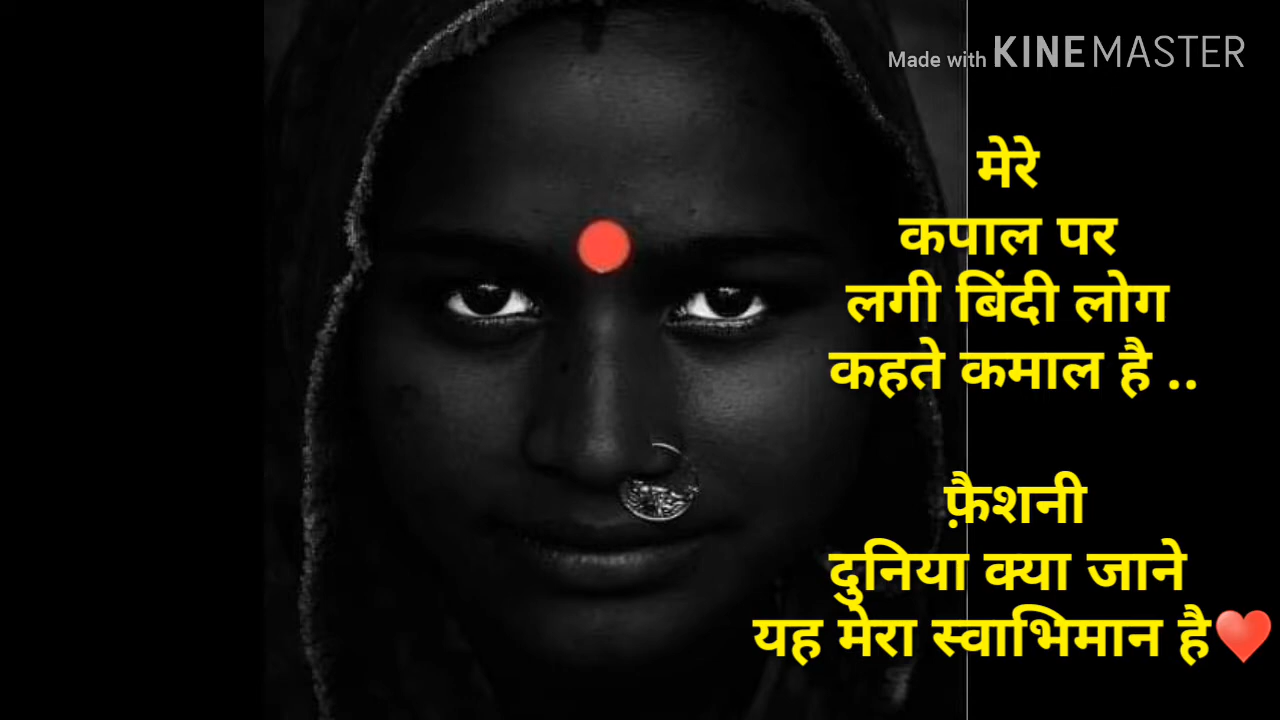 Made with KINEMASTER
मेरे
कपाल पर
लगी बिंदी लोग
कहते कमाल है ..
फ़ैशनी
दुनिया क्या जाने
यह मेरा स्वाभिमान है❤️